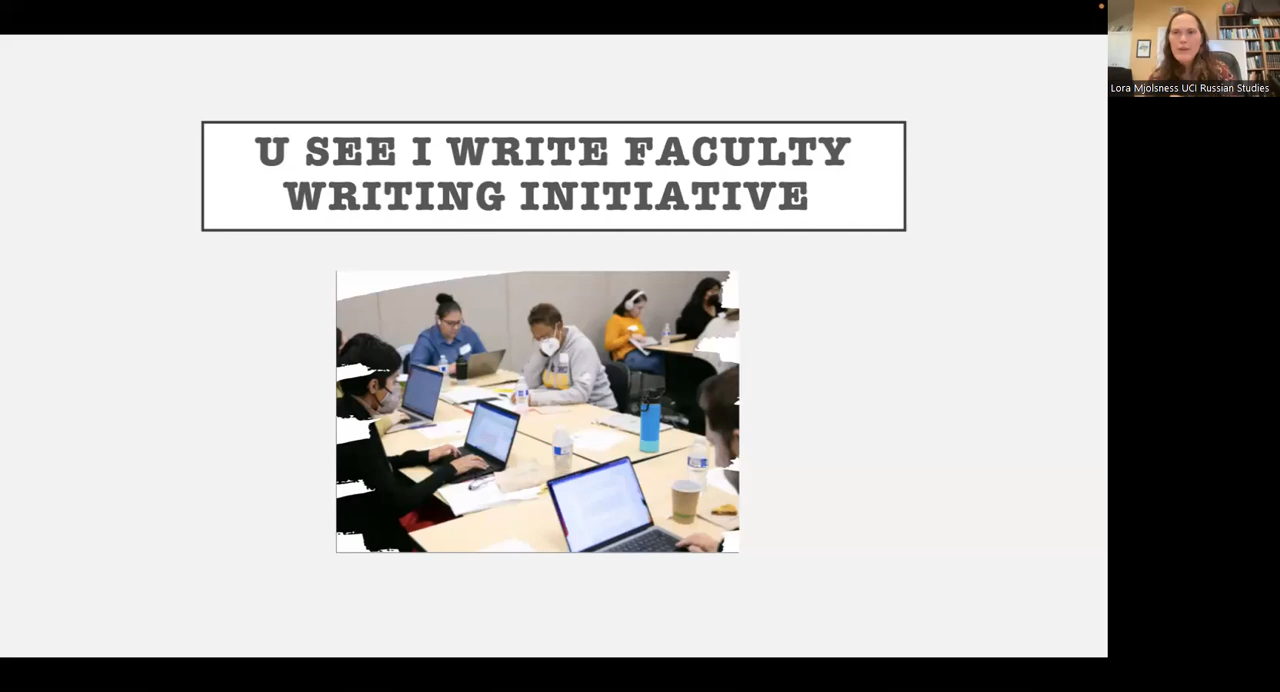 U SEE I WRITE FACULTY
WRITING INITIATIVE
Lora Mjolsness UCI Russian Studies